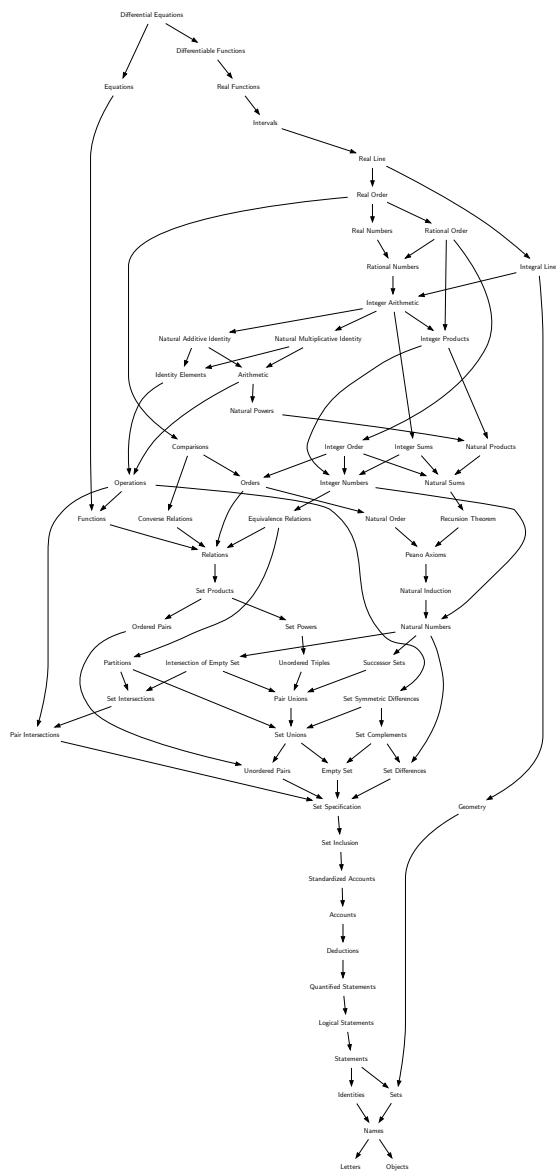 Differential Equations
Differentiable Functions
Equations
Real Functions
Intervals
Real Line
Real Order
Real Numbers
Rational Order
Rational Numbers
Integral Line
Integer Arithmetic
Natural Additive Identity
Natural Multiplicative Identity
Integer Products
Identity Elements
Arithmetic
Natural Powers
Comparisons
Integer Order
Integer Sums
Natural Products
Operations
Orders
Integer Numbers
Natural Sums
Functions
Converse Relations
Equivalence Relations
Natural Order
Recursion Theorem
Relations
Peano Axioms
Set Products
Natural Induction
Ordered Pairs
Set Powers
Natural Numbers
Partitions
Intersection of Empty Set
Unordered Triples
Successor Sets
Set Intersections
Pair Unions
Set Symmetric Differences
Pair Intersections
Set Unions
Set Complements
Unordered Pairs
Empty Set
Set Differences
Set Specification
Geometry
Set Inclusion
Standardized Accounts
Accounts
Deductions
Quantified Statements
Logical Statements
Statements
Identities
Sets
Names
Letters
Objects